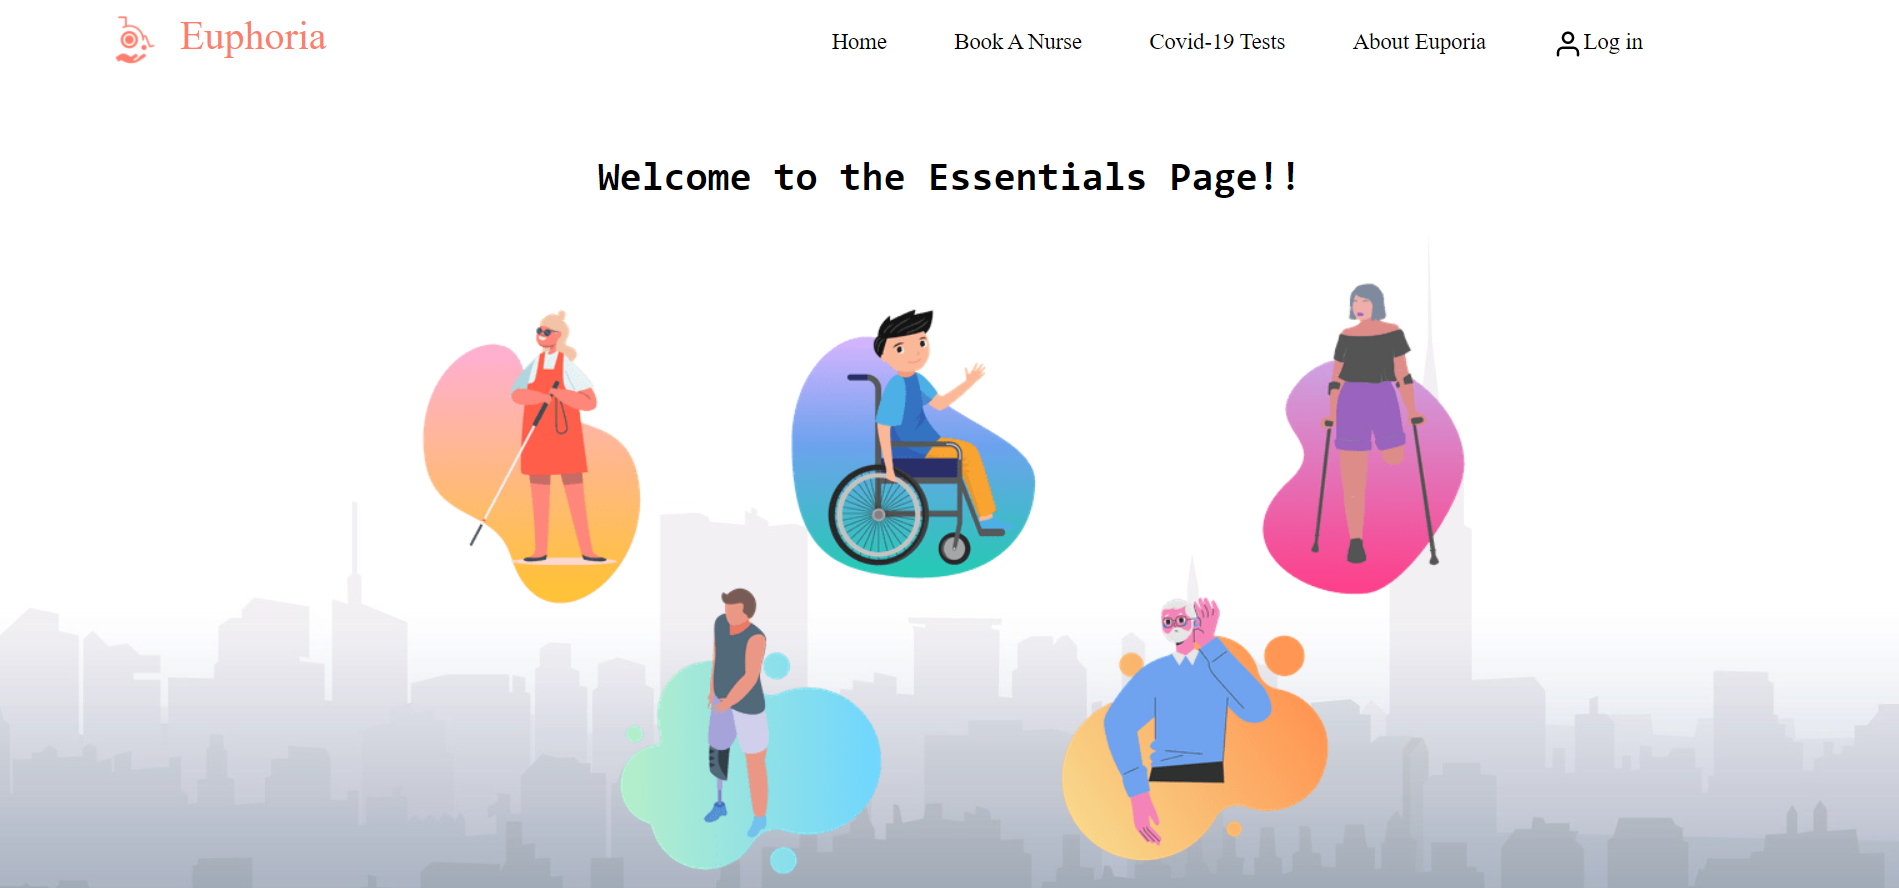 Euphoria
Home Book A Nurse Covid-19 Tests About Euporia Log in
Welcome to the Essentials Page!!